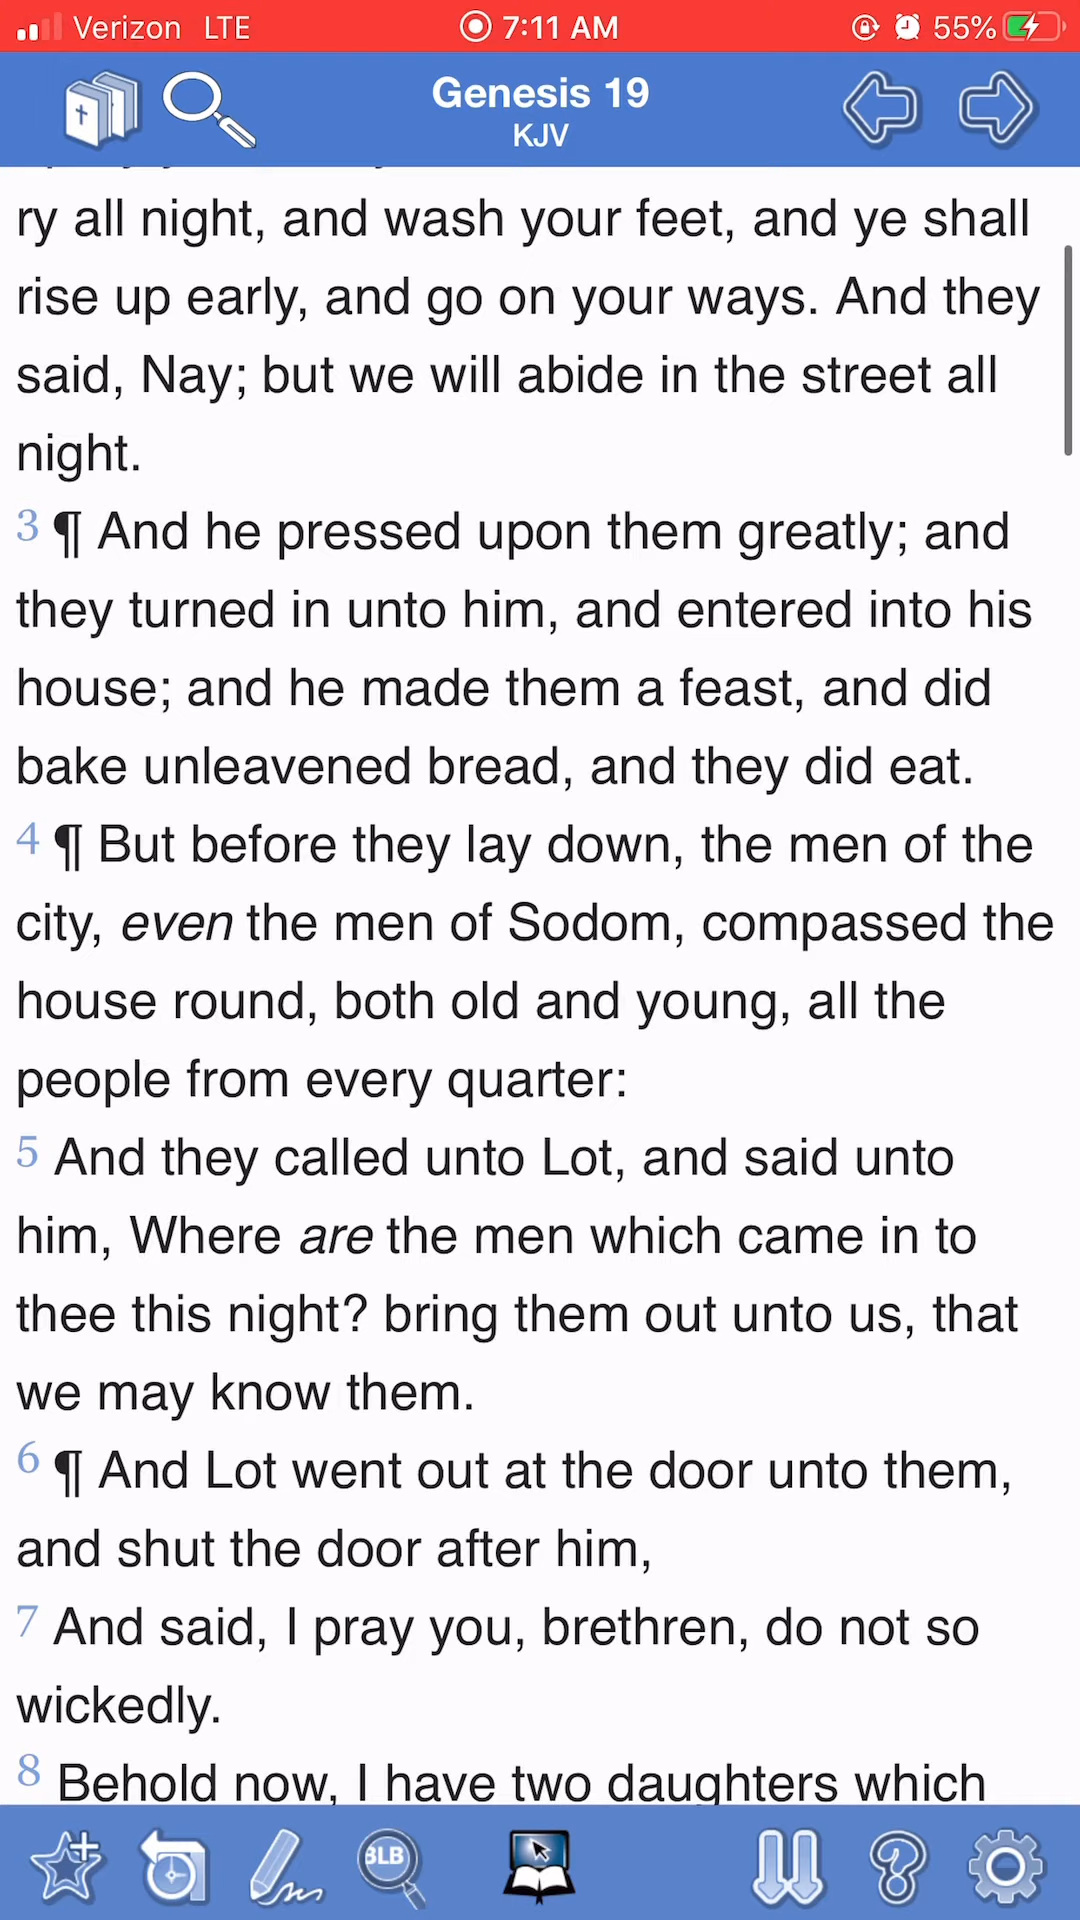 Verizon LTE 7:11 AM 55%
Genesis 19
KJV
ry all night, and wash your feet, and ye shall
rise up early, and go on your ways. And they
said, Nay; but we will abide in the street all
night.
3 ¶ And he pressed upon them greatly; and
they turned in unto him, and entered into his
house; and he made them a feast, and did
bake unleavened bread, and they did eat.
4 ¶ But before they lay down, the men of the
city, even the men of Sodom, compassed the
house round, both old and young, all the
people from every quarter:
5 And they called unto Lot, and said unto
him, Where are the men which came in to
thee this night? bring them out unto us, that
we may know them.
6 ¶ And Lot went out at the door unto them,
and shut the door after him,
7 And said, I pray you, brethren, do not so
wickedly.
8 Behold now, I have two daughters which
BLB